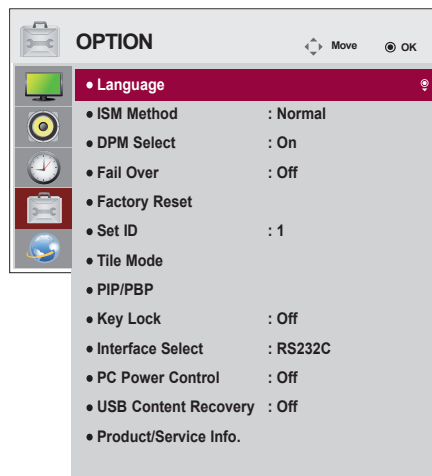 OPTION
Move
OK
● Language
● ISM Method : Normal
● DPM Select : On
● Fail Over : Off
● Factory Reset
● Set ID : 1
● Tile Mode
● PIP/PBP
● Key Lock : Off
● Interface Select : RS232C
● PC Power Control : Off
● USB Content Recovery : Off
● Product/Service Info.